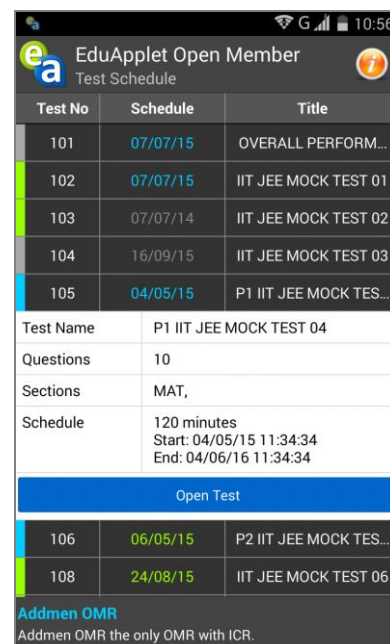 G 10:56
ea EduApplet Open Member
Test Schedule
Test No Schedule Title
101 07/07/15 OVERALL PERFORM...
102 07/07/15 IIT JEE MOCK TEST 01
103 07/07/14 IIT JEE MOCK TEST 02
104 16/09/15 IIT JEE MOCK TEST 03
105 04/05/15 P1 IIT JEE MOCK TES...
Test Name P1 IIT JEE MOCK TEST 04
Questions 10
Sections MAT,
Schedule 120 minutes
Start: 04/05/15 11:34:34
End: 04/06/16 11:34:34
Open Test
106 06/05/15 P2 IIT JEE MOCK TES...
108 24/08/15 IIT JEE MOCK TEST 06
Addmen OMR
Addmen OMR the only OMR with ICR.